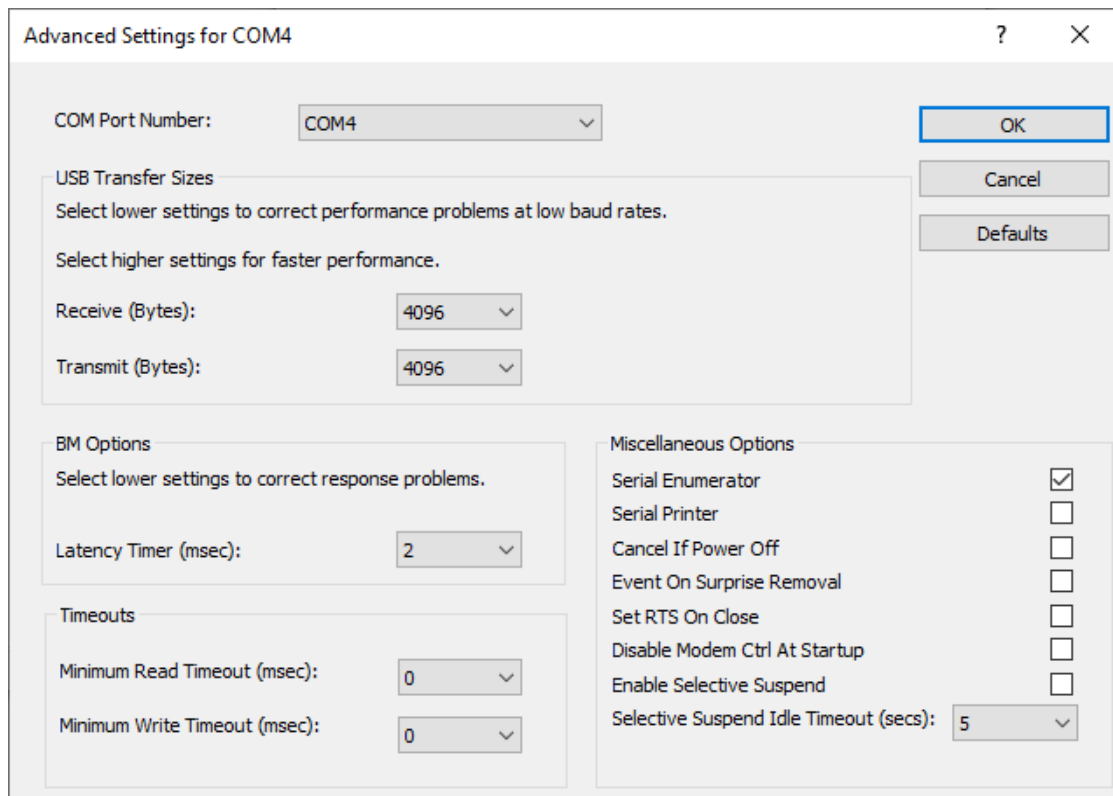 Advanced Settings for COM4
?
COM Port Number:
COM4
OK
Cancel
Defaults
USB Transfer Sizes
Select lower settings to correct performance problems at low baud rates.
Select higher settings for faster performance.
Receive (Bytes):
4096
Transmit (Bytes):
4096
BM Options
Select lower settings to correct response problems.
Latency Timer (msec):
2
Timeouts
Minimum Read Timeout (msec):
0
Minimum Write Timeout (msec):
0
Miscellaneous Options
Serial Enumerator
Serial Printer
Cancel If Power Off
Event On Surprise Removal
Set RTS On Close
Disable Modem Ctrl At Startup
Enable Selective Suspend
Selective Suspend Idle Timeout (secs):
5